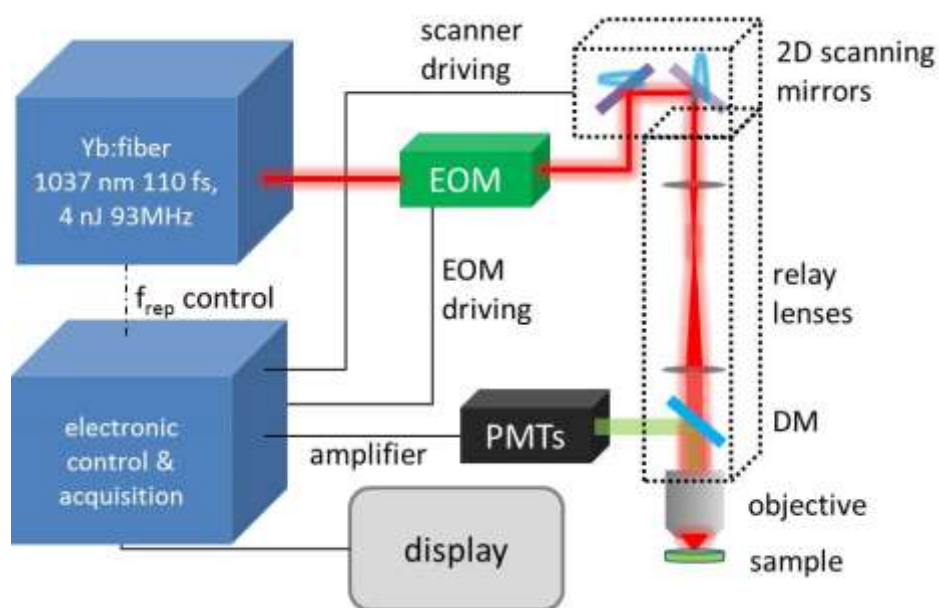 scanner
driving
2D scanning
mirrors
Yb:fiber
1037 nm 110 fs,
4 nJ 93MHz
EOM
EOM
driving
relay
lenses
f_rep control
electronic
control &
acquisition
amplifier
PMTs
DM
objective
display
sample